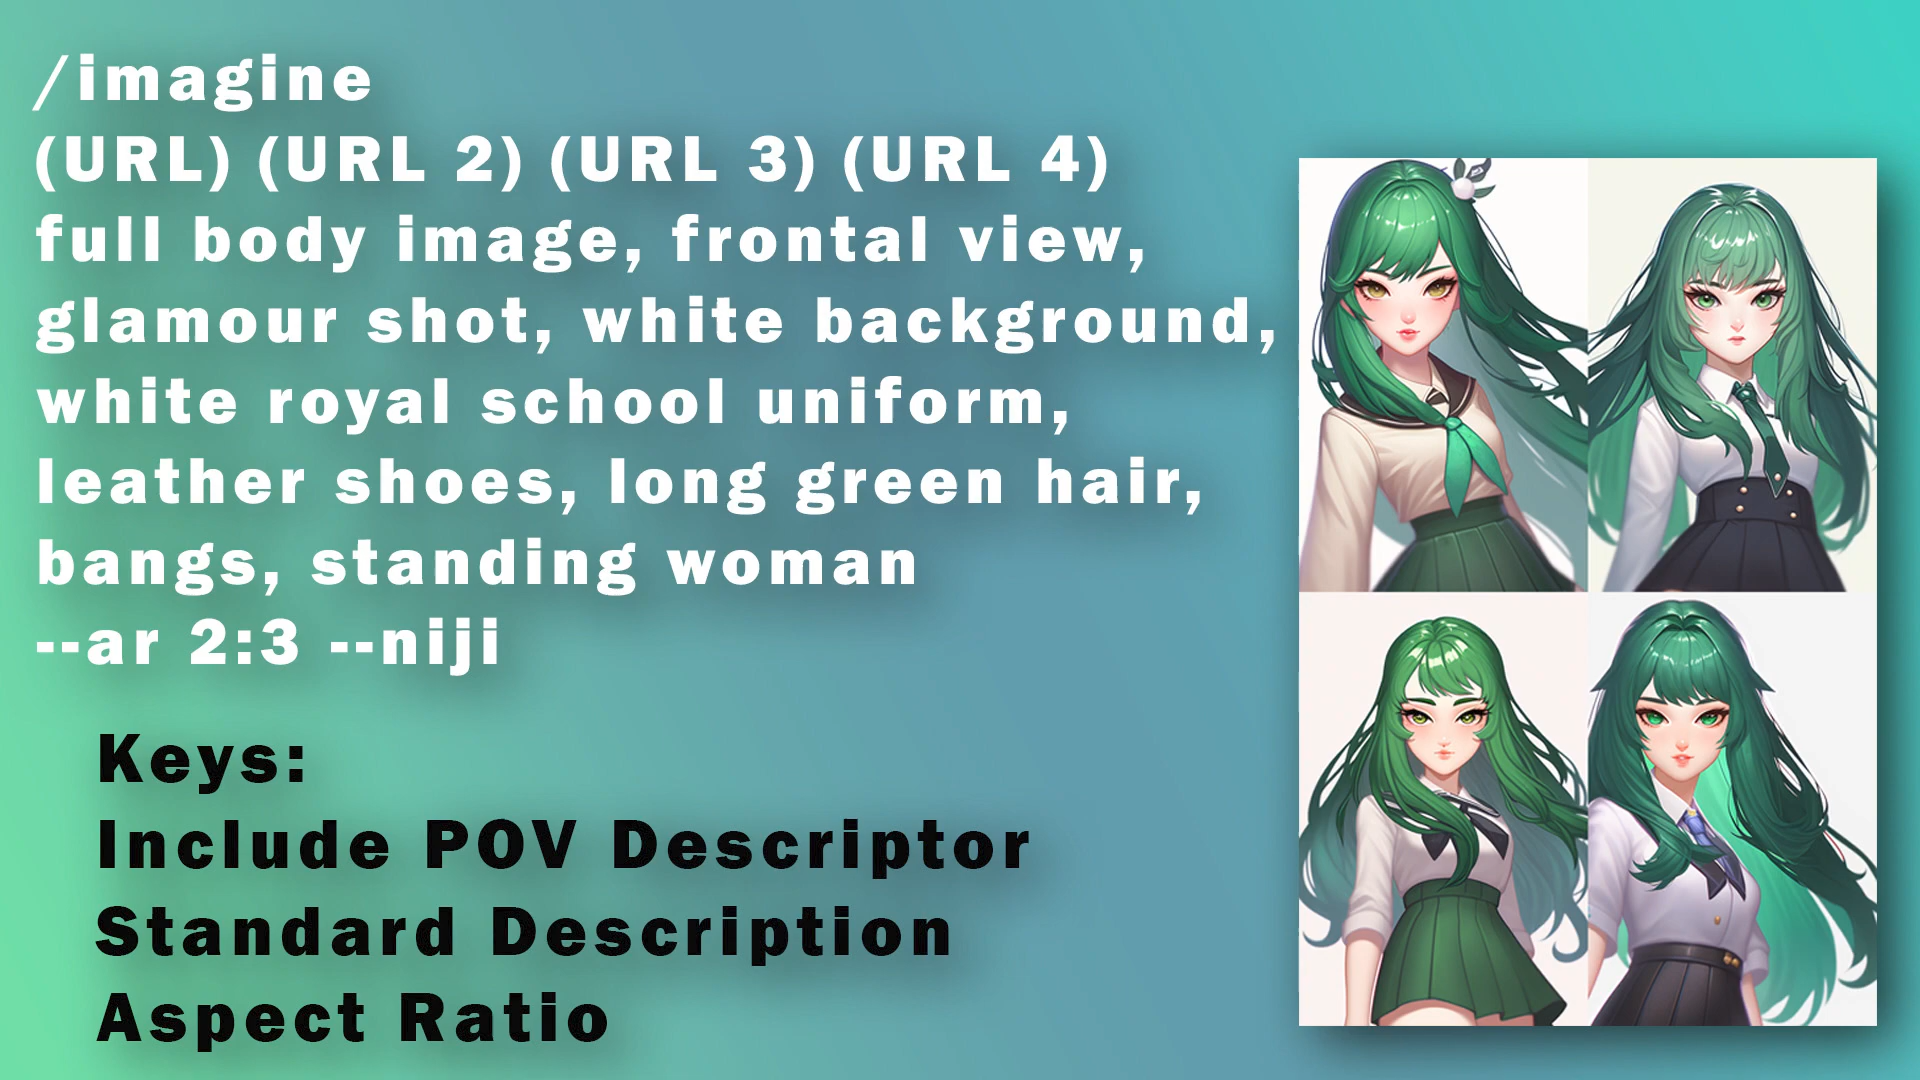 /imagine
(URL) (URL 2) (URL 3) (URL 4)
full body image, frontal view,
glamour shot, white background,
white royal school uniform,
leather shoes, long green hair,
bangs, standing woman
--ar 2:3 --niji
Keys:
Include POV Descriptor
Standard Description
Aspect Ratio